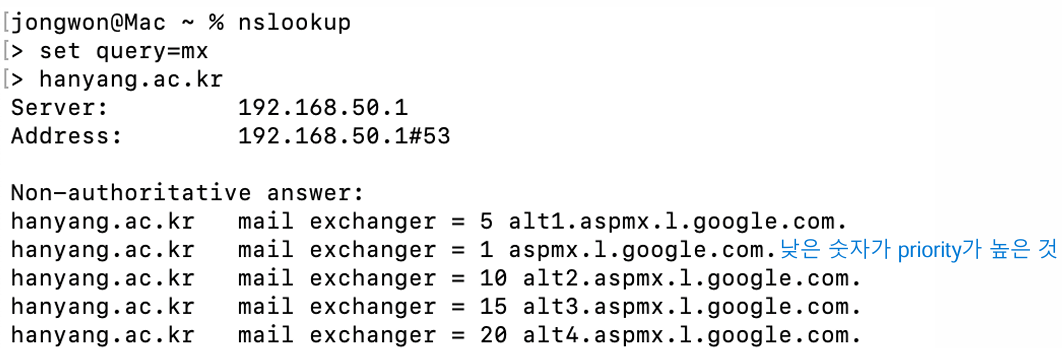 [jongwon@Mac ~ % nslookup
[> set query=mx
[> hanyang.ac.kr
Server:		192.168.50.1
Address:	192.168.50.1#53
Non-authoritative answer:
hanyang.ac.kr	mail exchanger = 5 alt1.aspmx.l.google.com.
hanyang.ac.kr	mail exchanger = 1 aspmx.l.google.com.낮은 숫자가 priority가 높은 것
hanyang.ac.kr	mail exchanger = 10 alt2.aspmx.l.google.com.
hanyang.ac.kr	mail exchanger = 15 alt3.aspmx.l.google.com.
hanyang.ac.kr	mail exchanger = 20 alt4.aspmx.l.google.com.